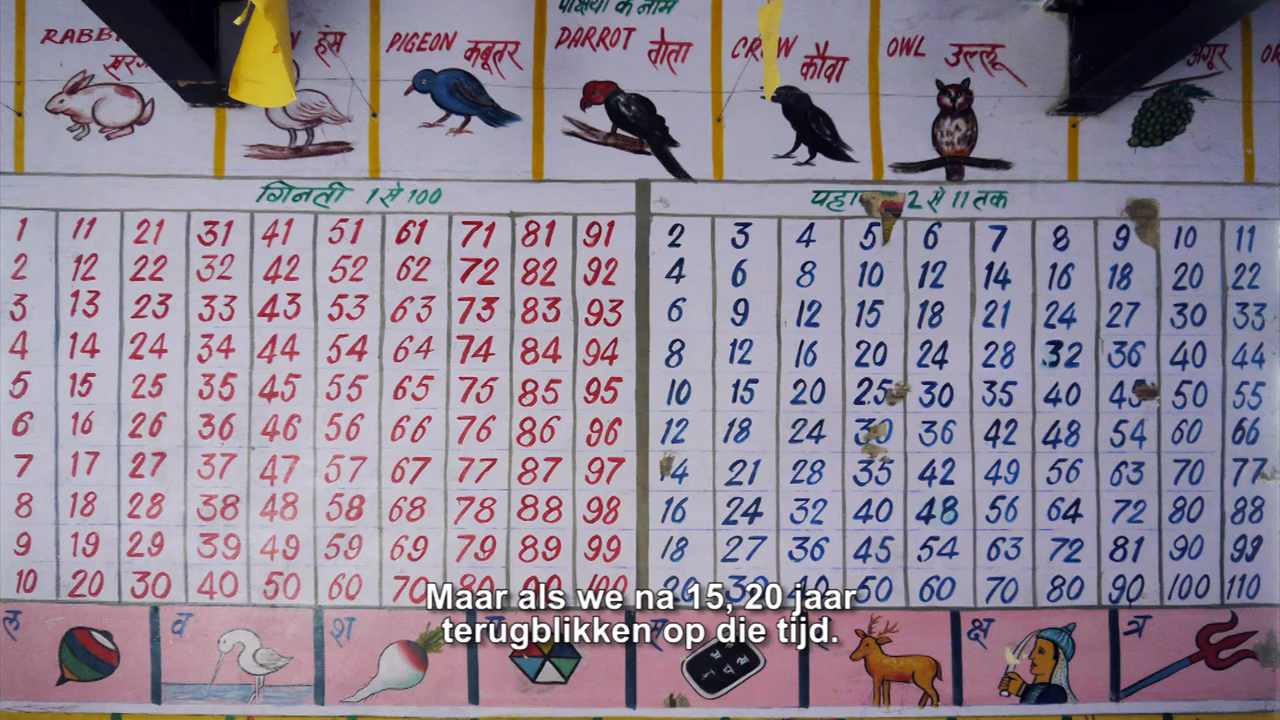 पक्षियों के नाम
हंस PIGEON कबूतर PARROT तोता कौवा OWL उल्लू अंगूर
गिनती 1 से 100
2 से 11 तक
1 11 21 31 41 51 61 71 81 91
2 12 22 32 42 52 62 72 82 92
3 13 23 33 43 53 63 73 83 93
4 14 24 34 44 54 64 74 84 94
5 15 25 35 45 55 65 75 85 95
6 16 26 36 46 56 66 76 86 96
7 17 27 37 47 57 67 77 87 97
8 18 28 38 48 58 68 78 88 98
9 19 29 39 49 59 69 79 89 99
10 20 30 40 50 60 70 80 90 100
2 3 4 5 6 7 8 9 10 11
4 6 8 10 12 14 16 18 20 22
6 9 12 15 18 21 24 27 30 33
8 12 16 20 24 28 32 36 40 44
10 15 20 25 30 35 40 45 50 55
12 18 24 30 36 42 48 54 60 66
14 21 28 35 42 49 56 63 70 77
16 24 32 40 48 56 64 72 80 88
18 27 36 45 54 63 72 81 90 99
20 30 40 50 60 70 80 90 100 110
ल व श क्ष त्र
Maar als we na 15, 20 jaar
terugblikken op die tijd.